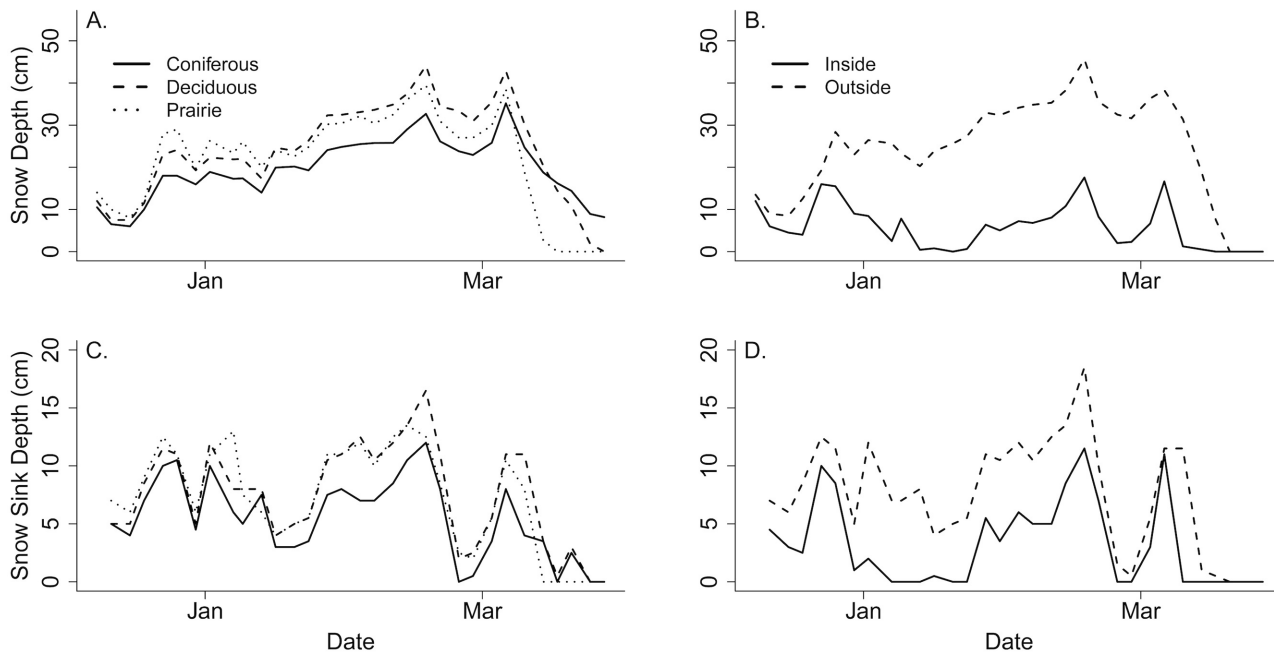 A.
Snow Depth (cm)
50
30
10
0
Coniferous
Deciduous
Prairie
Jan
Mar
B.
50
30
10
0
Inside
Outside
Jan
Mar
C.
Snow Sink Depth (cm)
20
15
10
5
0
Jan
Mar
Date
D.
20
15
10
5
0
Jan
Mar
Date